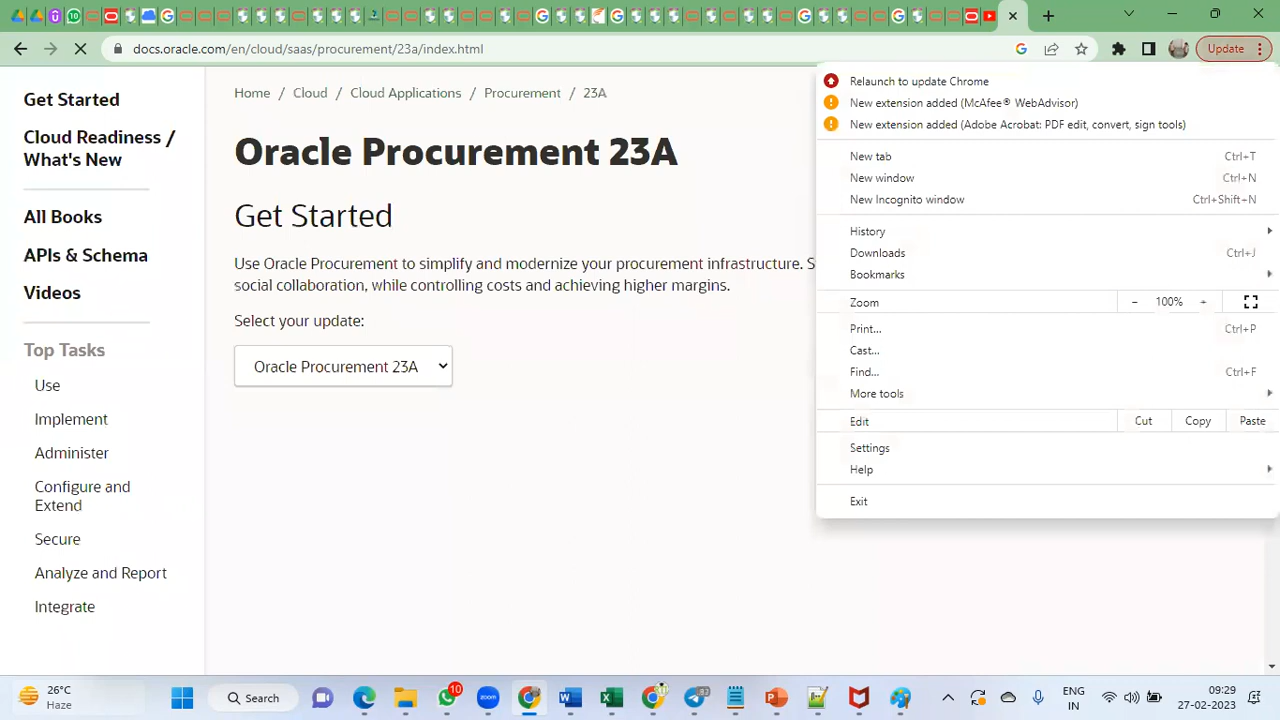 docs.oracle.com/en/cloud/saas/procurement/23a/index.html
Update
Get Started
Cloud Readiness /
What's New
All Books
APIs & Schema
Videos
Top Tasks
Use
Implement
Administer
Configure and
Extend
Secure
Analyze and Report
Integrate
Home / Cloud / Cloud Applications / Procurement / 23A
Oracle Procurement 23A
Get Started
Use Oracle Procurement to simplify and modernize your procurement infrastructure. S
social collaboration, while controlling costs and achieving higher margins.
Select your update:
Oracle Procurement 23A
Relaunch to update Chrome
New extension added (McAfee® WebAdvisor)
New extension added (Adobe Acrobat: PDF edit, convert, sign tools)
New tab Ctrl+T
New window Ctrl+N
New Incognito window Ctrl+Shift+N
History
Downloads Ctrl+J
Bookmarks
Zoom - 100% +
Print... Ctrl+P
Cast...
Find... Ctrl+F
More tools
Edit Cut Copy Paste
Settings
Help
Exit
26°C
Haze
Search
10
zoom
82
ENG
IN
09:29
27-02-2023